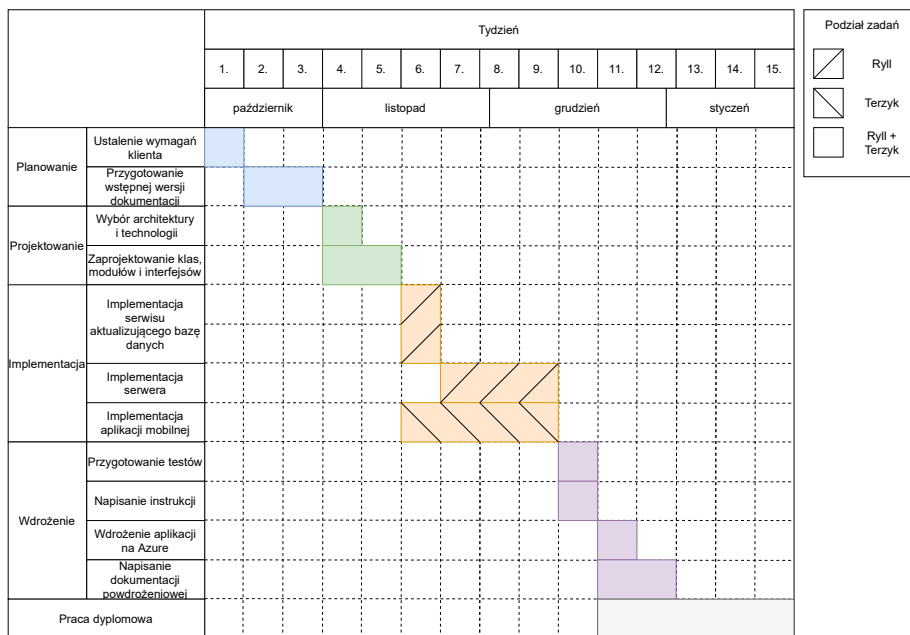 Tydzień
1. 2. 3. 4. 5. 6. 7. 8. 9. 10. 11. 12. 13. 14. 15.
październik listopad grudzień styczeń
Planowanie
Ustalenie wymagań
klienta
Przygotowanie
wstępnej wersji
dokumentacji
Projektowanie
Wybór architektury
i technologii
Zaprojektowanie klas,
modułów i interfejsów
Implementacja
Implementacja
serwisu
aktualizującego bazę
danych
Implementacja
serwera
Implementacja
aplikacji mobilnej
Wdrożenie
Przygotowanie testów
Napisanie instrukcji
Wdrożenie aplikacji
na Azure
Napisanie
dokumentacji
powdrożeniowej
Praca dyplomowa
Podział zadań
Ryll
Terzyk
Ryll +
Terzyk